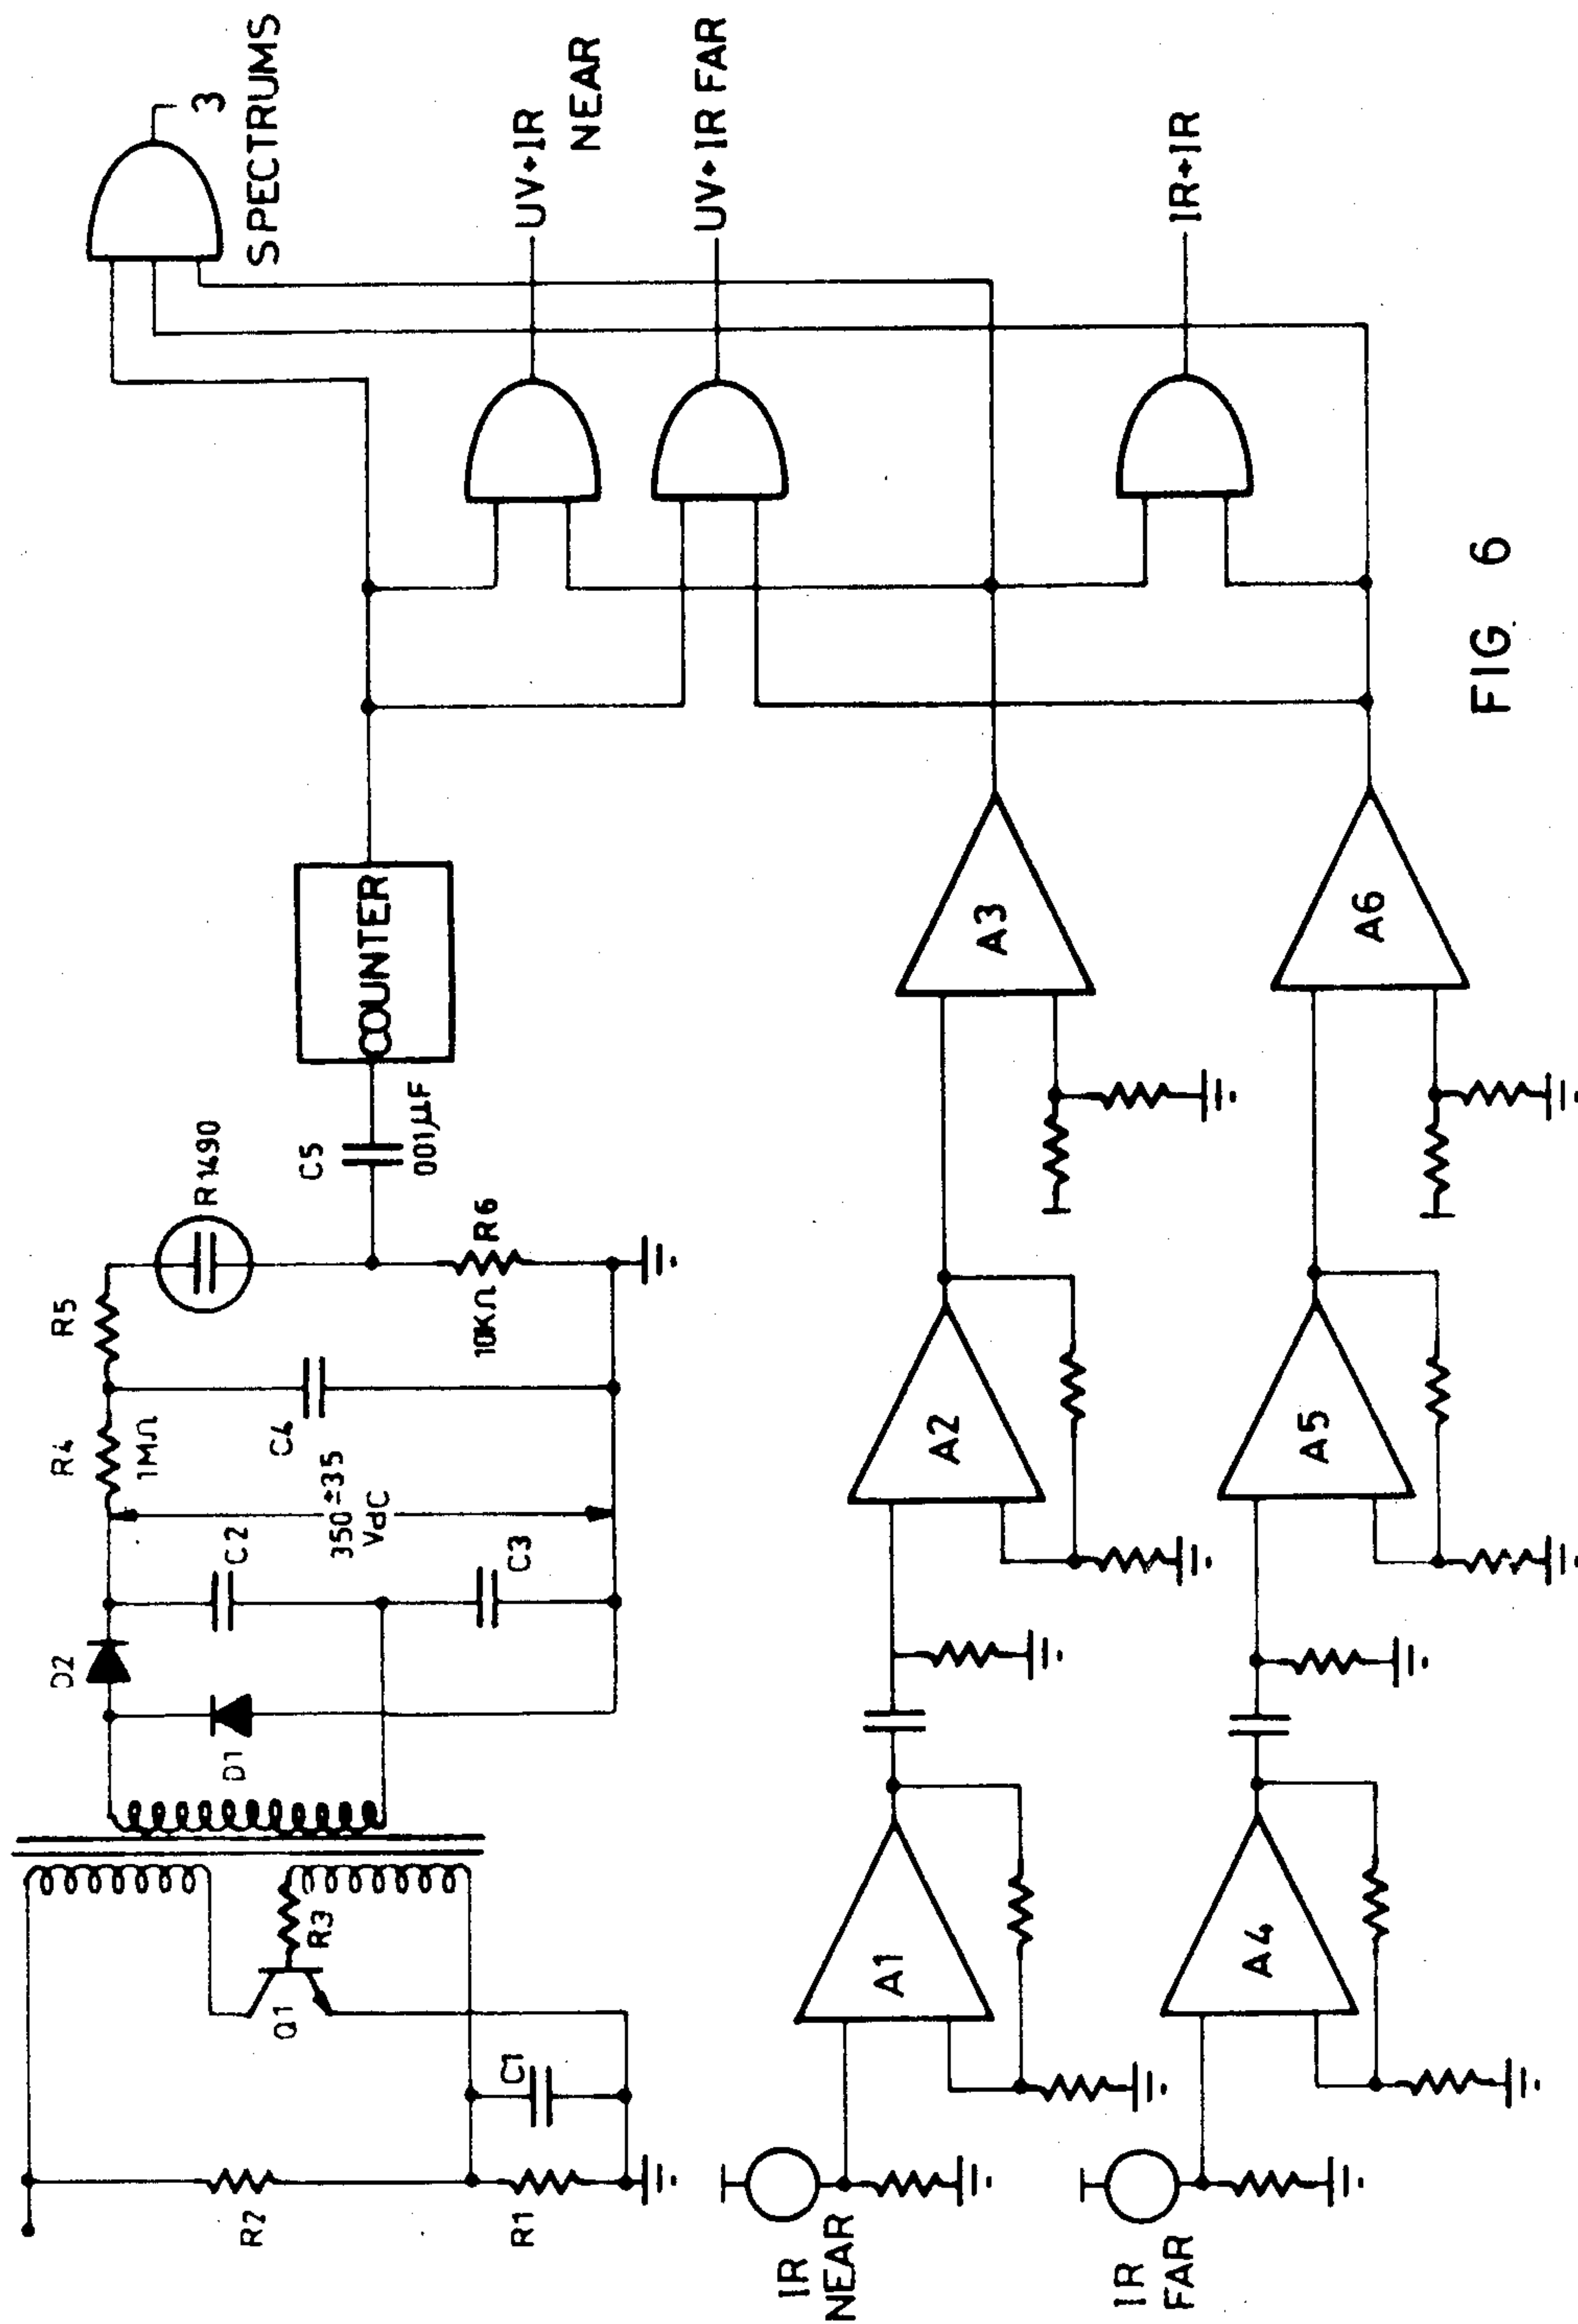 3
SPECTRUMS
UV+IR
NEAR
UV+IR FAR
IR+IR
COUNTER
R1490
C5
001µF
R5
R4
1MΩ
C4
R6
10KΩ
350±35
VdC
D2
C2
C3
D1
R3
Q1
C1
R2
R1
A3
A2
A1
IR
NEAR
A6
A5
A4
IR
FAR
FIG 6